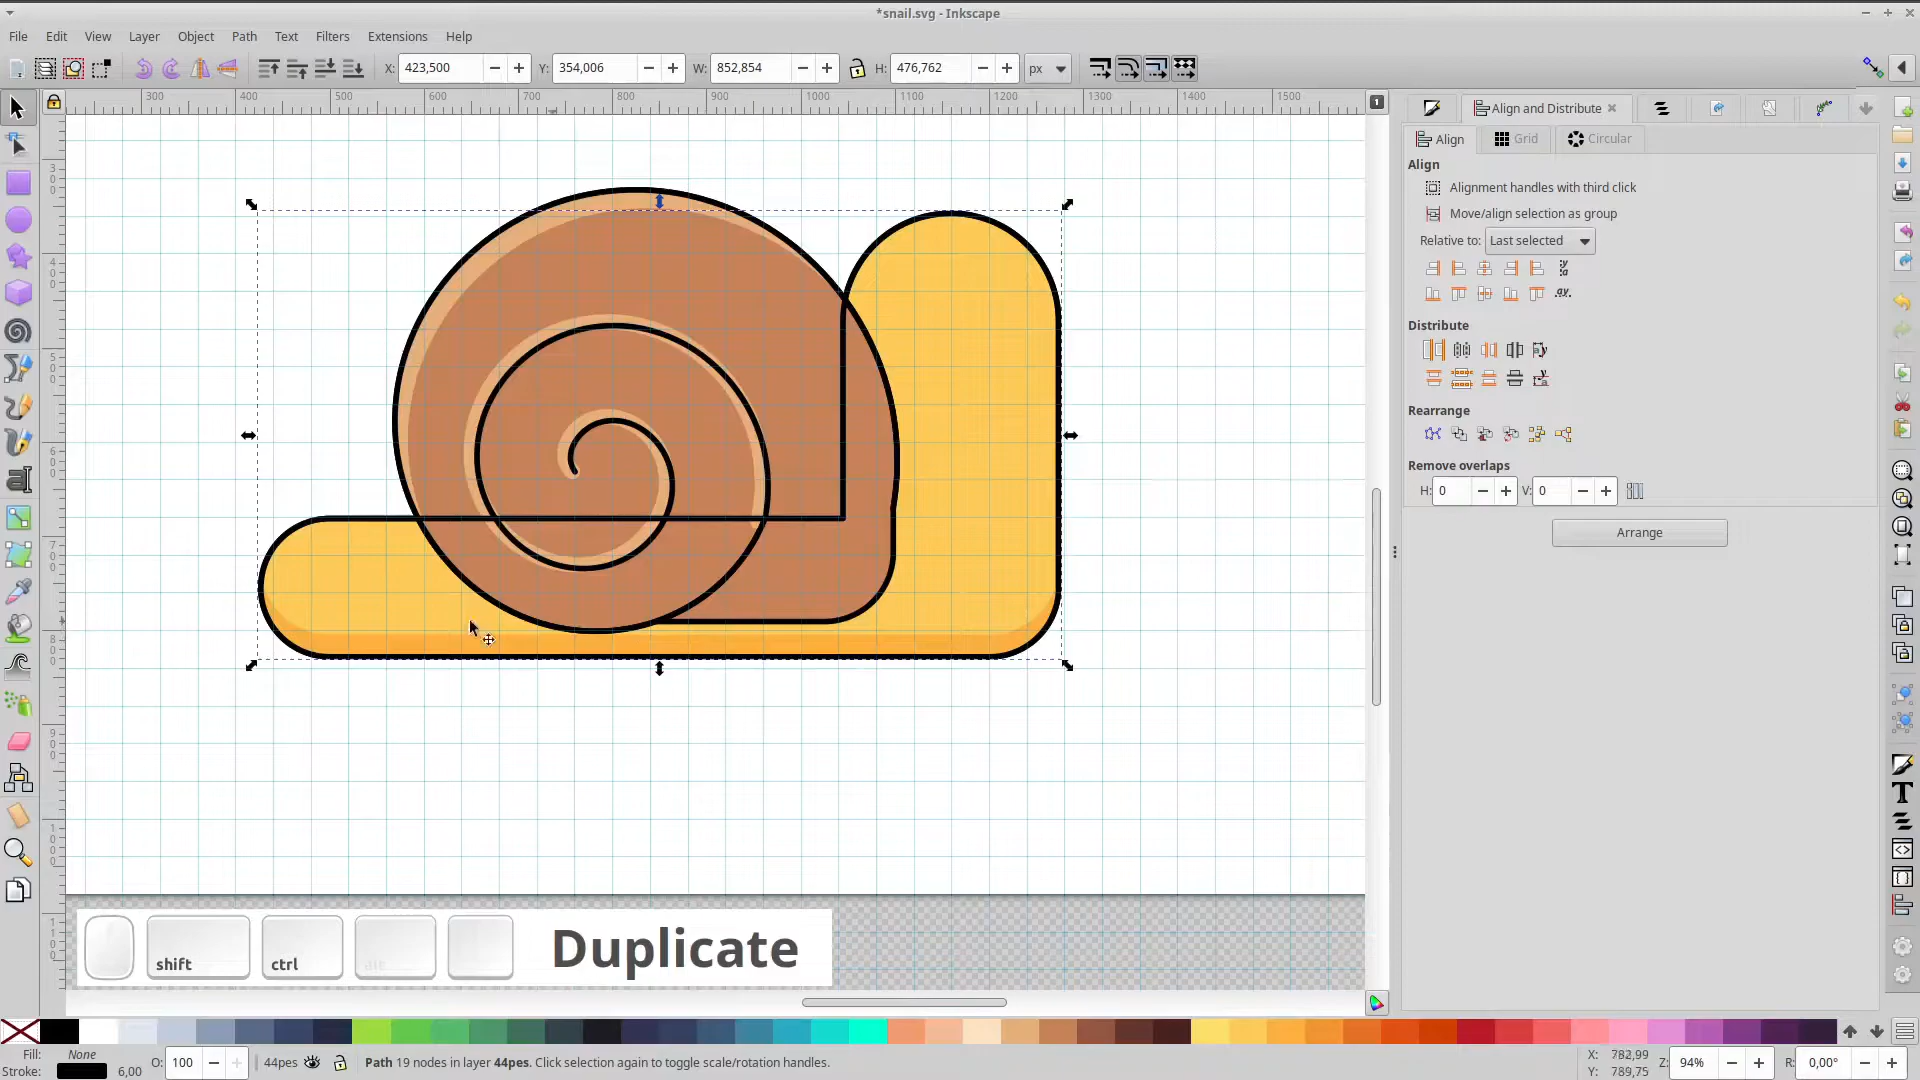 *snail.svg - Inkscape
File Edit View Layer Object Path Text Filters Extensions Help
X: 423,500 Y: 354,006 W: 852,854 H: 476,762 px
300 400 500 600 700 800 900 1000 1100 1200 1300 1400 1500 1
Align and Distribute
Align Grid Circular
Align
Alignment handles with third click
Move/align selection as group
Relative to: Last selected
Distribute
Rearrange
Remove overlaps
H: 0 V: 0
Arrange
shift ctrl alt Duplicate
Fill: None
Stroke: 6,00
O: 100 44pes Path 19 nodes in layer 44pes. Click selection again to toggle scale/rotation handles.
X: 782,99
Y: 789,75
Z: 94% R: 0,00°